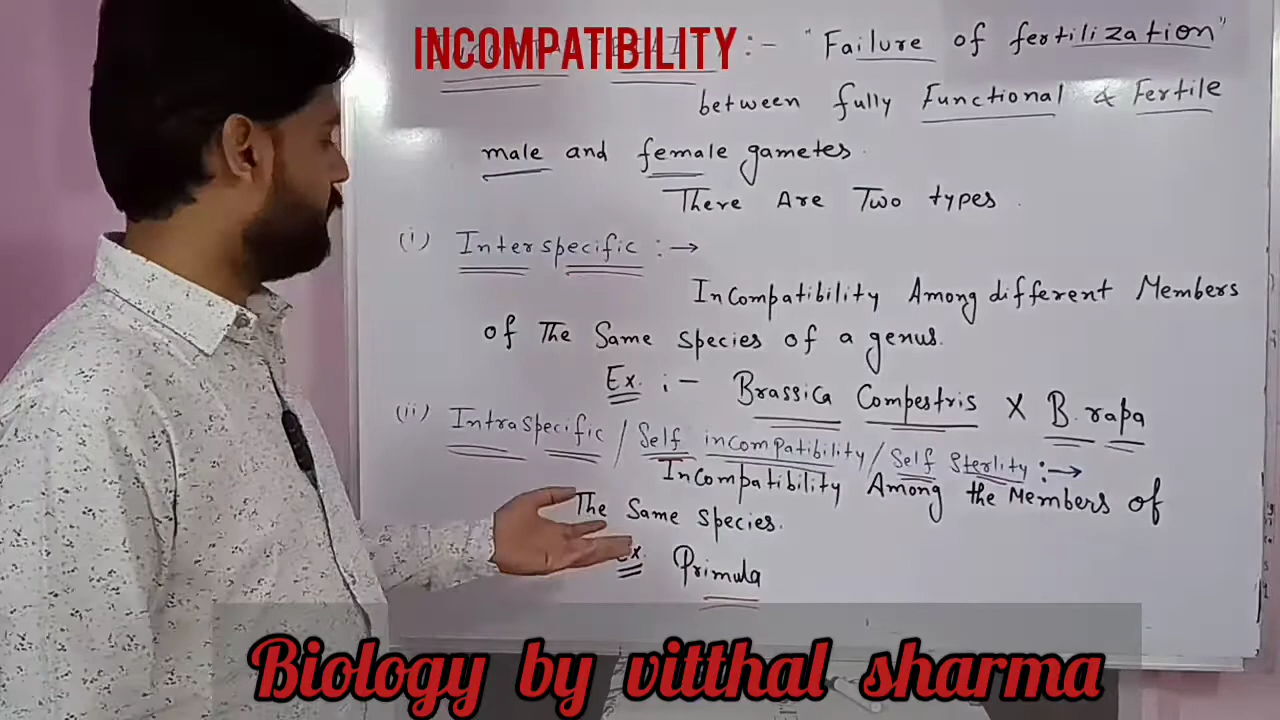 INCOMPATIBILITY :- "Failure of fertilization"
between fully Functional & Fertile
male and female gametes.
There Are Two types.
(i) Interspecific :→
Incompatibility Among different Members
of The Same Species of a genus.
Ex. :- Brassica Compestris X B. rapa
(ii) Intraspecific / Self incompatibility / Self Sterlity :→
Incompatibility Among the Members of
The Same Species.
Ex. Primula
Biology by vitthal sharma